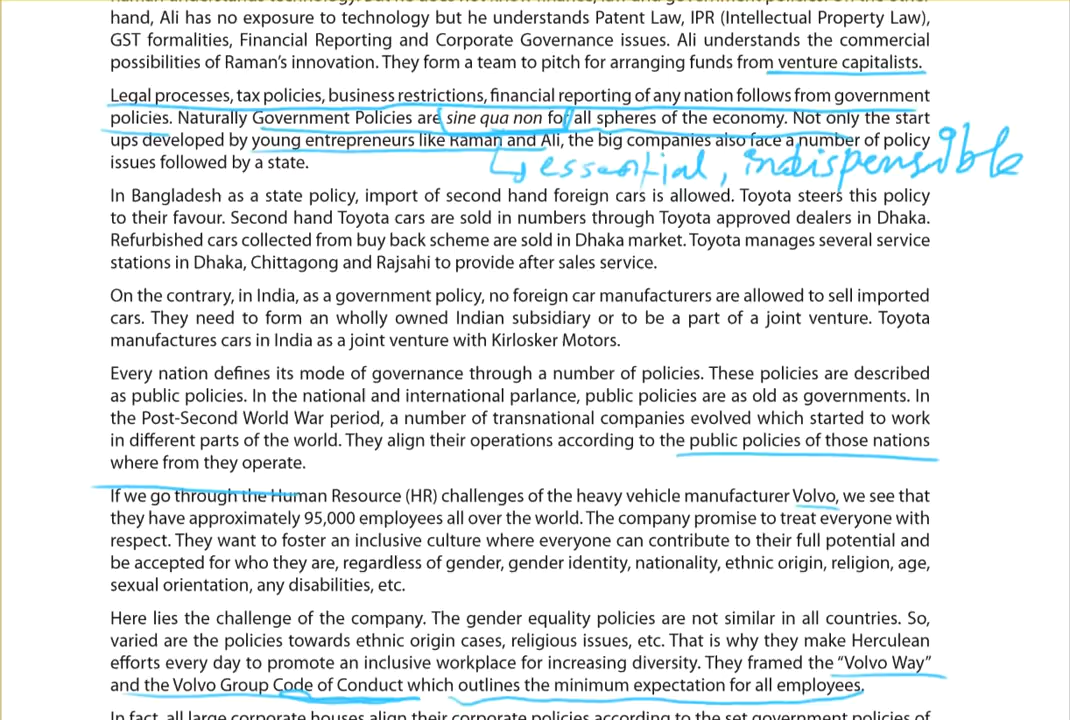 hand, Ali has no exposure to technology but he understands Patent Law, IPR (Intellectual Property Law),
GST formalities, Financial Reporting and Corporate Governance issues. Ali understands the commercial
possibilities of Raman’s innovation. They form a team to pitch for arranging funds from venture capitalists.
Legal processes, tax policies, business restrictions, financial reporting of any nation follows from government
policies. Naturally Government Policies are sine qua non for all spheres of the economy. Not only the start
ups developed by young entrepreneurs like Raman and Ali, the big companies also face a number of policy
issues followed by a state.
essential, indispensible
In Bangladesh as a state policy, import of second hand foreign cars is allowed. Toyota steers this policy
to their favour. Second hand Toyota cars are sold in numbers through Toyota approved dealers in Dhaka.
Refurbished cars collected from buy back scheme are sold in Dhaka market. Toyota manages several service
stations in Dhaka, Chittagong and Rajsahi to provide after sales service.
On the contrary, in India, as a government policy, no foreign car manufacturers are allowed to sell imported
cars. They need to form an wholly owned Indian subsidiary or to be a part of a joint venture. Toyota
manufactures cars in India as a joint venture with Kirlosker Motors.
Every nation defines its mode of governance through a number of policies. These policies are described
as public policies. In the national and international parlance, public policies are as old as governments. In
the Post-Second World War period, a number of transnational companies evolved which started to work
in different parts of the world. They align their operations according to the public policies of those nations
where from they operate.
If we go through the Human Resource (HR) challenges of the heavy vehicle manufacturer Volvo, we see that
they have approximately 95,000 employees all over the world. The company promise to treat everyone with
respect. They want to foster an inclusive culture where everyone can contribute to their full potential and
be accepted for who they are, regardless of gender, gender identity, nationality, ethnic origin, religion, age,
sexual orientation, any disabilities, etc.
Here lies the challenge of the company. The gender equality policies are not similar in all countries. So,
varied are the policies towards ethnic origin cases, religious issues, etc. That is why they make Herculean
efforts every day to promote an inclusive workplace for increasing diversity. They framed the “Volvo Way”
and the Volvo Group Code of Conduct which outlines the minimum expectation for all employees.
In fact, all large corporate houses align their corporate policies according to the set government policies of